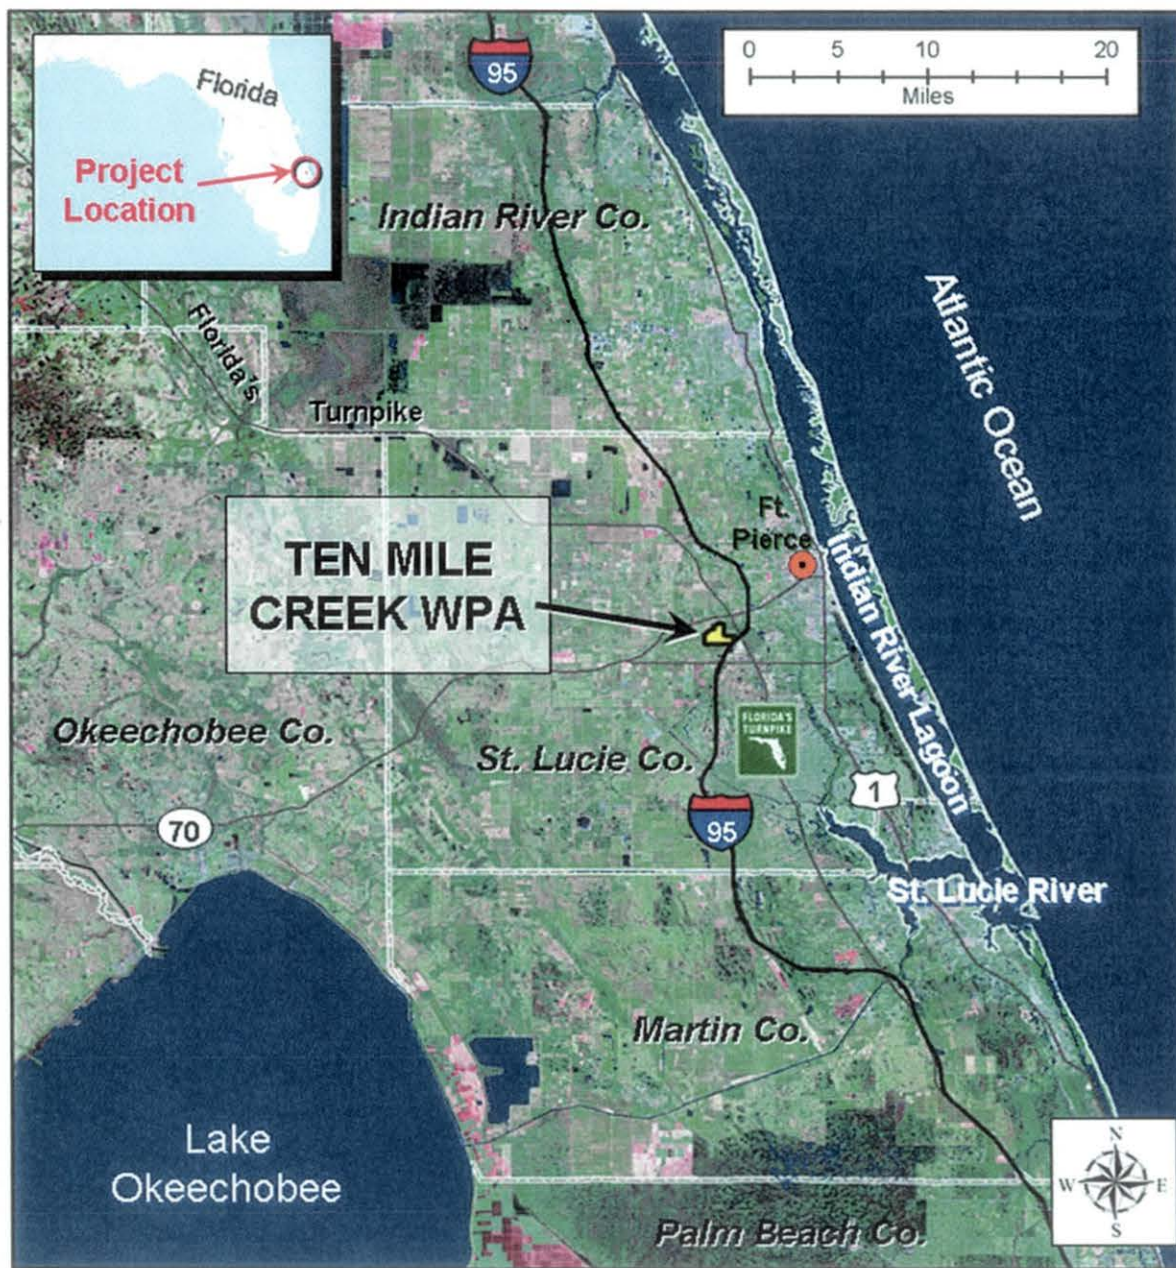 95
0 5 10 20
Miles
Florida
Project
Location
Indian River Co.
Atlantic Ocean
Florida's
Turnpike
TEN MILE
CREEK WPA
Ft.
Pierce
Indian River Lagoon
Okeechobee Co.
St. Lucie Co.
FLORIDA'S
TURNPIKE
1
70
95
St. Lucie River
Martin Co.
Lake
Okeechobee
N
W E
S
Palm Beach Co.